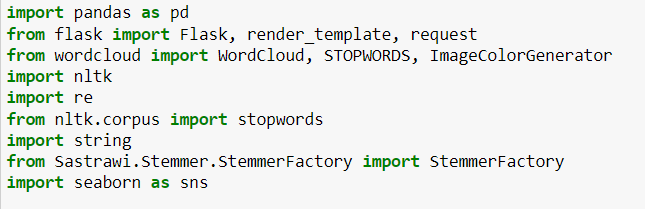 import pandas as pd
from flask import Flask, render_template, request
from wordcloud import WordCloud, STOPWORDS, ImageColorGenerator
import nltk
import re
from nltk.corpus import stopwords
import string
from Sastrawi.Stemmer.StemmerFactory import StemmerFactory
import seaborn as sns